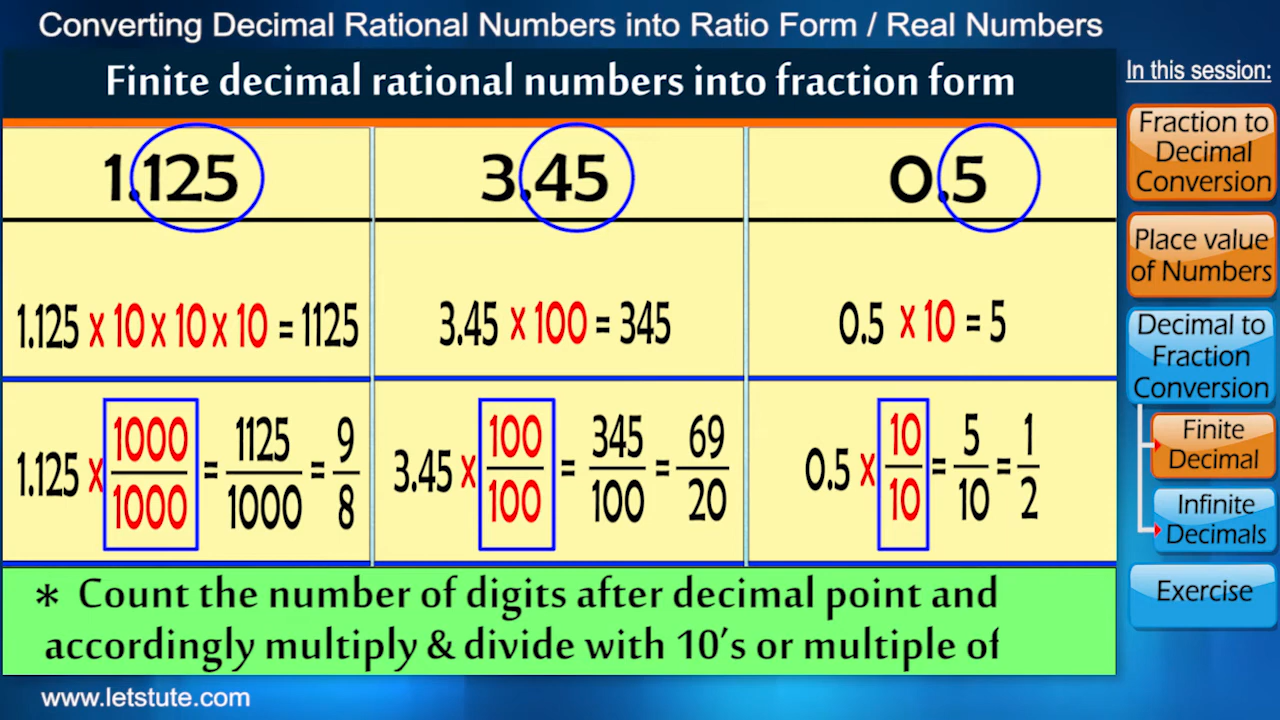 Converting Decimal Rational Numbers into Ratio Form / Real Numbers
Finite decimal rational numbers into fraction form
1.125 3.45 0.5
1.125 x 10 x 10 x 10 = 1125
3.45 x 100 = 345
0.5 x 10 = 5
1.125 x 1000/1000 = 1125/1000 = 9/8
3.45 x 100/100 = 345/100 = 69/20
0.5 x 10/10 = 5/10 = 1/2
* Count the number of digits after decimal point and
accordingly multiply & divide with 10's or multiple of
In this session:
Fraction to
Decimal
Conversion
Place value
of Numbers
Decimal to
Fraction
Conversion
Finite
Decimal
Infinite
Decimals
Exercise
www.letstute.com